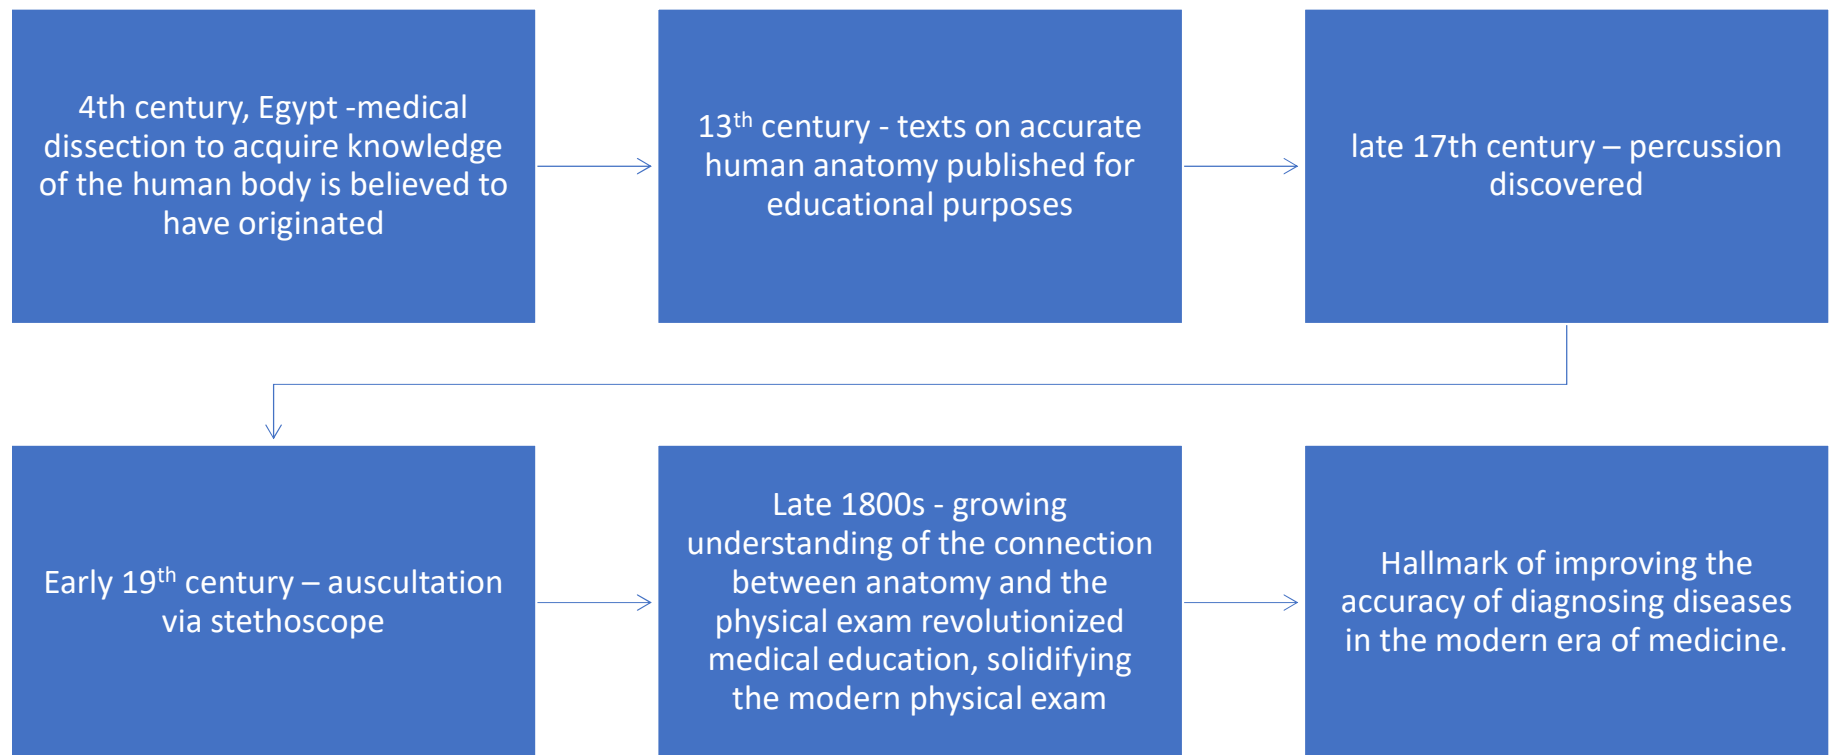 4th century, Egypt -medical
dissection to acquire knowledge
of the human body is believed to
have originated
13th century - texts on accurate
human anatomy published for
educational purposes
late 17th century – percussion
discovered
Early 19th century – auscultation
via stethoscope
Late 1800s - growing
understanding of the connection
between anatomy and the
physical exam revolutionized
medical education, solidifying
the modern physical exam
Hallmark of improving the
accuracy of diagnosing diseases
in the modern era of medicine.